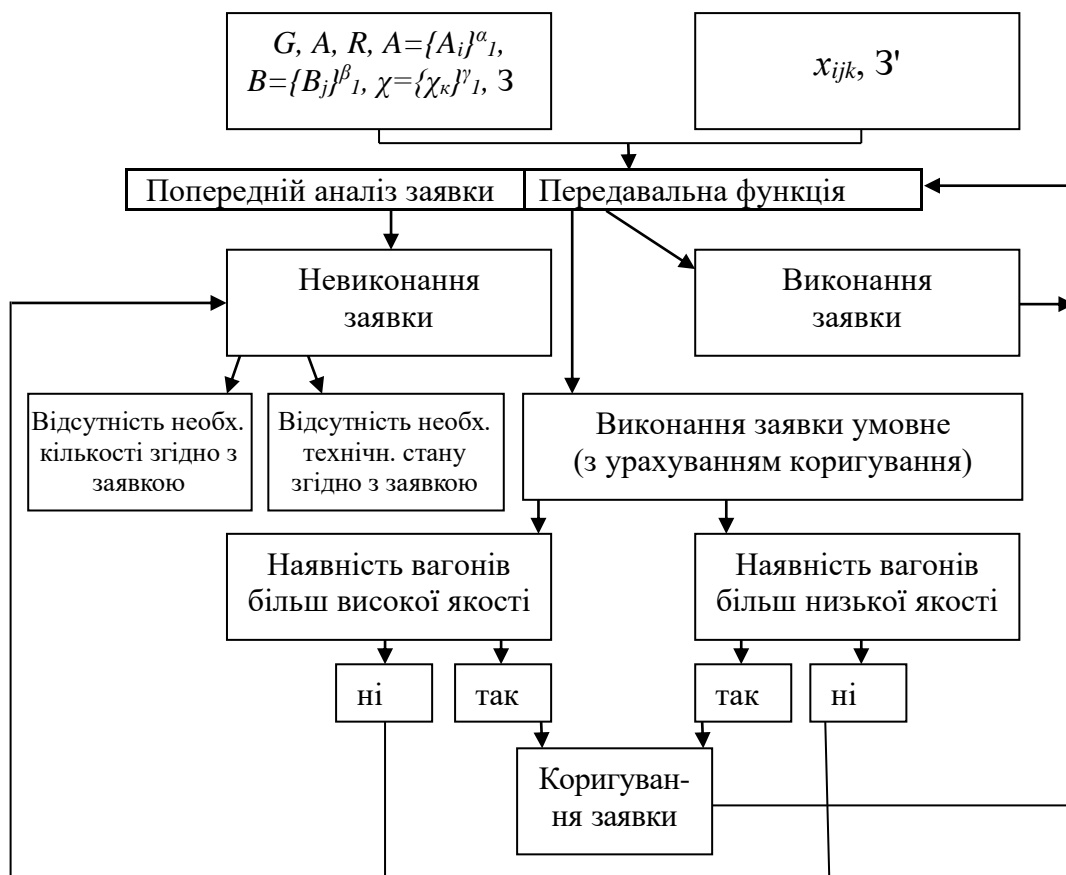 G, A, R, A={Aᵢ}ᵅ₁,
B={Bⱼ}ᵝ₁, χ={χₖ}ᵞ₁, З
xᵢⱼₖ, З'
Попередній аналіз заявки
Передавальна функція
Невиконання
заявки
Виконання
заявки
Відсутність необх.
кількості згідно з
заявкою
Відсутність необх.
технічн. стану
згідно з заявкою
Виконання заявки умовне
(з урахуванням коригування)
Наявність вагонів
більш високої якості
Наявність вагонів
більш низької якості
ні
так
так
ні
Коригуван-
ня заявки